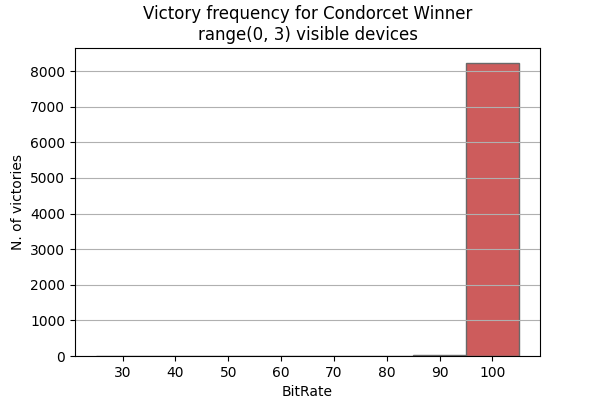 Victory frequency for Condorcet Winner
range(0, 3) visible devices
8000
7000
6000
5000
4000
3000
2000
1000
0
N. of victories
30 40 50 60 70 80 90 100
BitRate